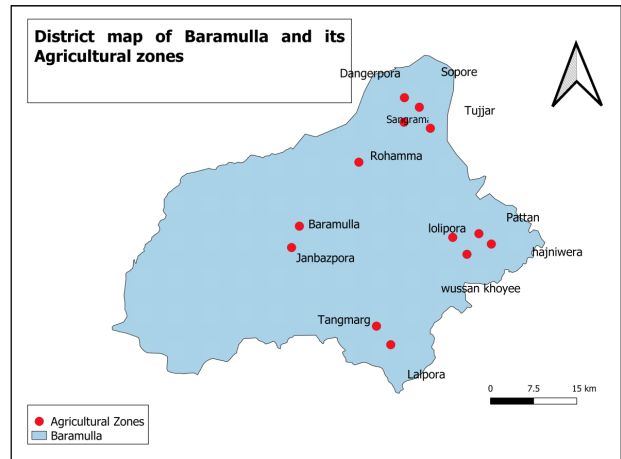 District map of Baramulla and its
Agricultural zones
Dangerpora
Sopore
Tujjar
Sangrama
Rohamma
Baramulla
Janbazpora
lolipora
Pattan
hajniwera
wussan khoyee
Tangmarg
Lalpora
0 7.5 15 km
Agricultural Zones
Baramulla